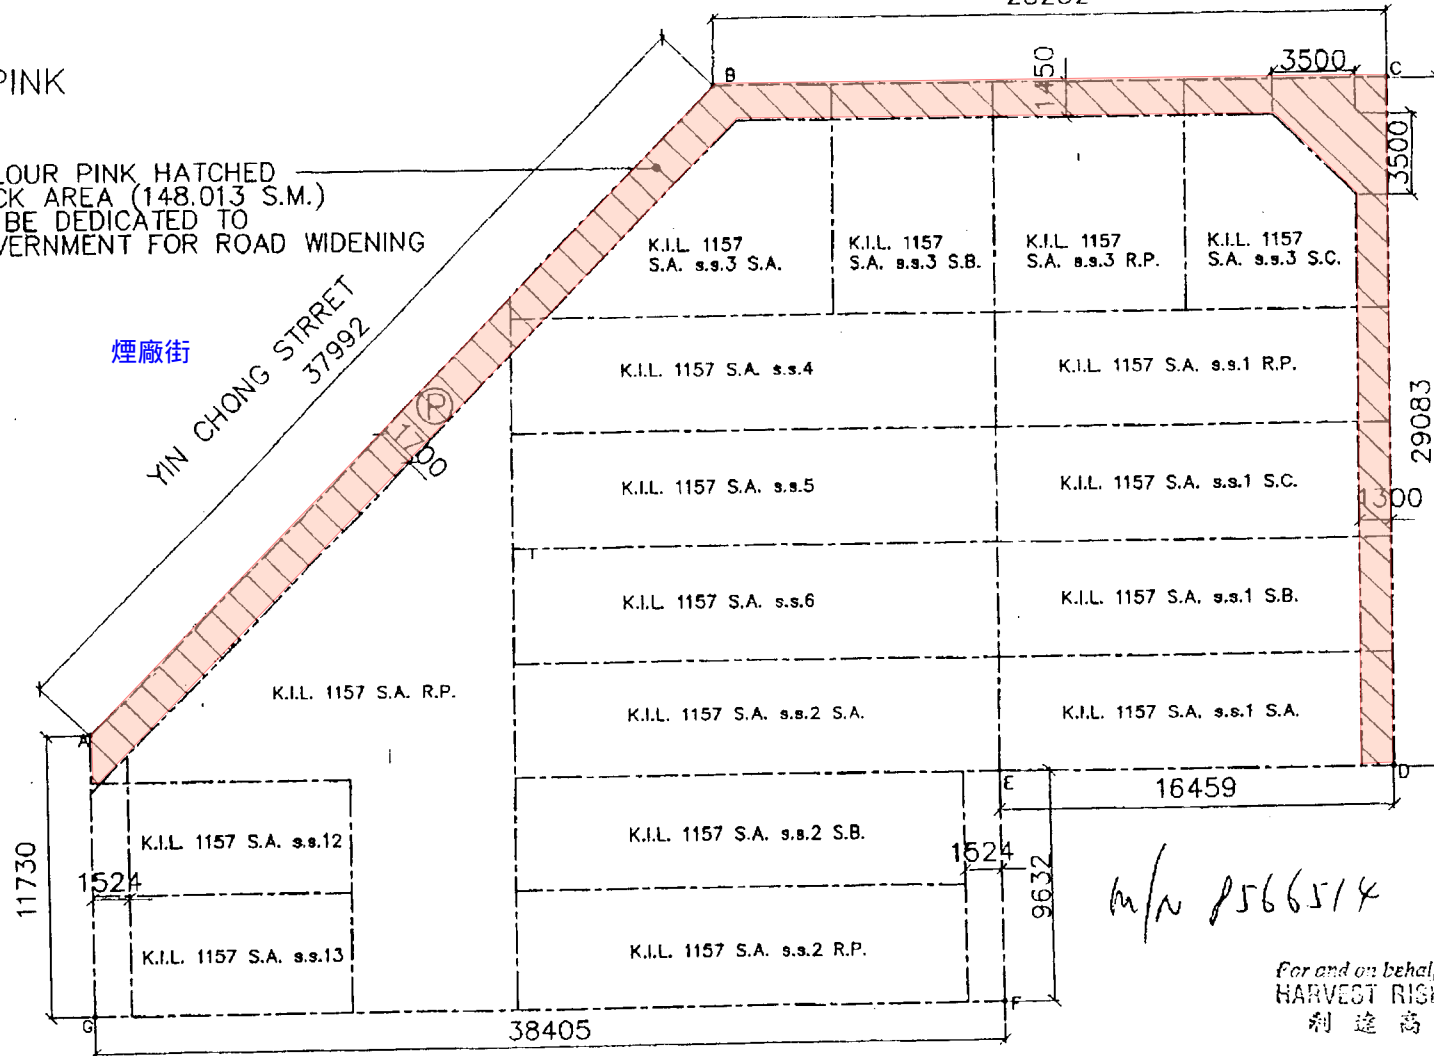 PINK
LOUR PINK HATCHED
CK AREA (148.013 S.M.)
BE DEDICATED TO
VERNMENT FOR ROAD WIDENING
B
C
1450
3500
3500
YIN CHONG STRRET
37992
煙廠街
K.I.L. 1157
S.A. s.s.3 S.A.
K.I.L. 1157
S.A. s.s.3 S.B.
K.I.L. 1157
S.A. s.s.3 R.P.
K.I.L. 1157
S.A. s.s.3 S.C.
K.I.L. 1157 S.A. s.s.4
K.I.L. 1157 S.A. s.s.1 R.P.
P
1700
29083
K.I.L. 1157 S.A. s.s.5
K.I.L. 1157 S.A. s.s.1 S.C.
1300
K.I.L. 1157 S.A. s.s.6
K.I.L. 1157 S.A. s.s.1 S.B.
K.I.L. 1157 S.A. R.P.
K.I.L. 1157 S.A. s.s.2 S.A.
K.I.L. 1157 S.A. s.s.1 S.A.
A
D
E
16459
K.I.L. 1157 S.A. s.s.12
K.I.L. 1157 S.A. s.s.2 S.B.
1524
1524
11730
9632
m/n 8566514
K.I.L. 1157 S.A. s.s.13
K.I.L. 1157 S.A. s.s.2 R.P.
For and on behal
HARVEST RIS
利達高
F
G
38405